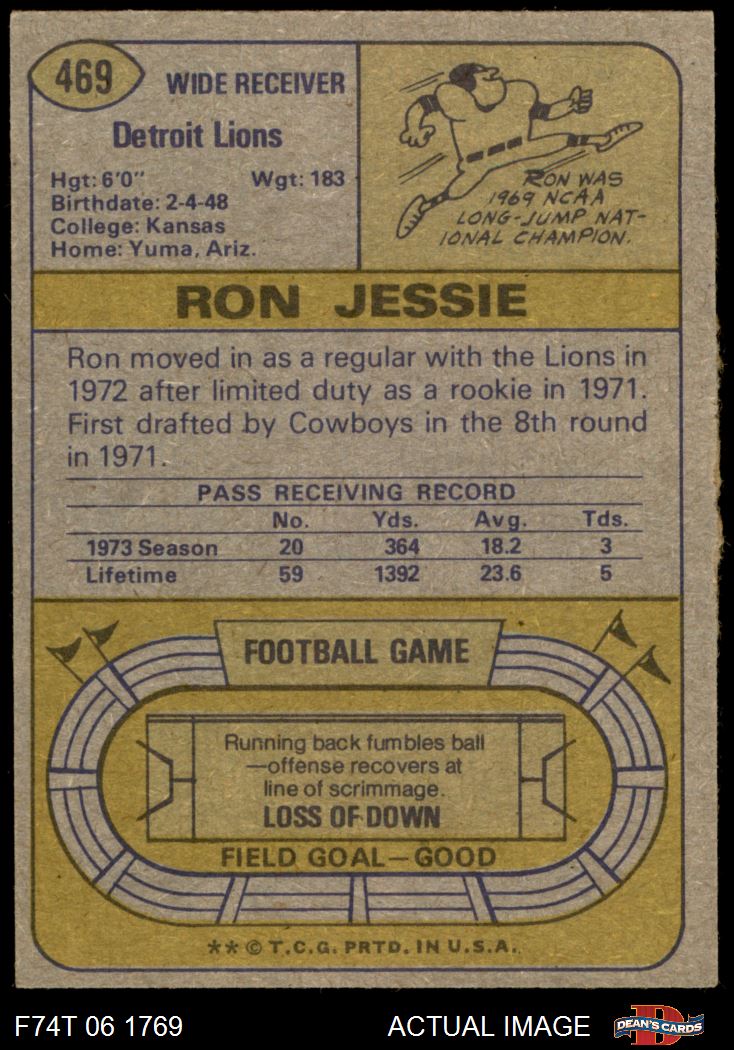 469
WIDE RECEIVER
Detroit Lions
Hgt: 6'0" Wgt: 183
Birthdate: 2-4-48
College: Kansas
Home: Yuma, Ariz.
RON WAS
1969 NCAA
LONG-JUMP NAT-
IONAL CHAMPION.
RON JESSIE
Ron moved in as a regular with the Lions in
1972 after limited duty as a rookie in 1971.
First drafted by Cowboys in the 8th round
in 1971.
PASS RECEIVING RECORD
No. Yds. Avg. Tds.
1973 Season 20 364 18.2 3
Lifetime 59 1392 23.6 5
FOOTBALL GAME
Running back fumbles ball
—offense recovers at
line of scrimmage.
LOSS OF DOWN
FIELD GOAL—GOOD
** © T.C.G. PRTD. IN U.S.A.
F74T 06 1769 ACTUAL IMAGE
D
DEAN'S CARDS